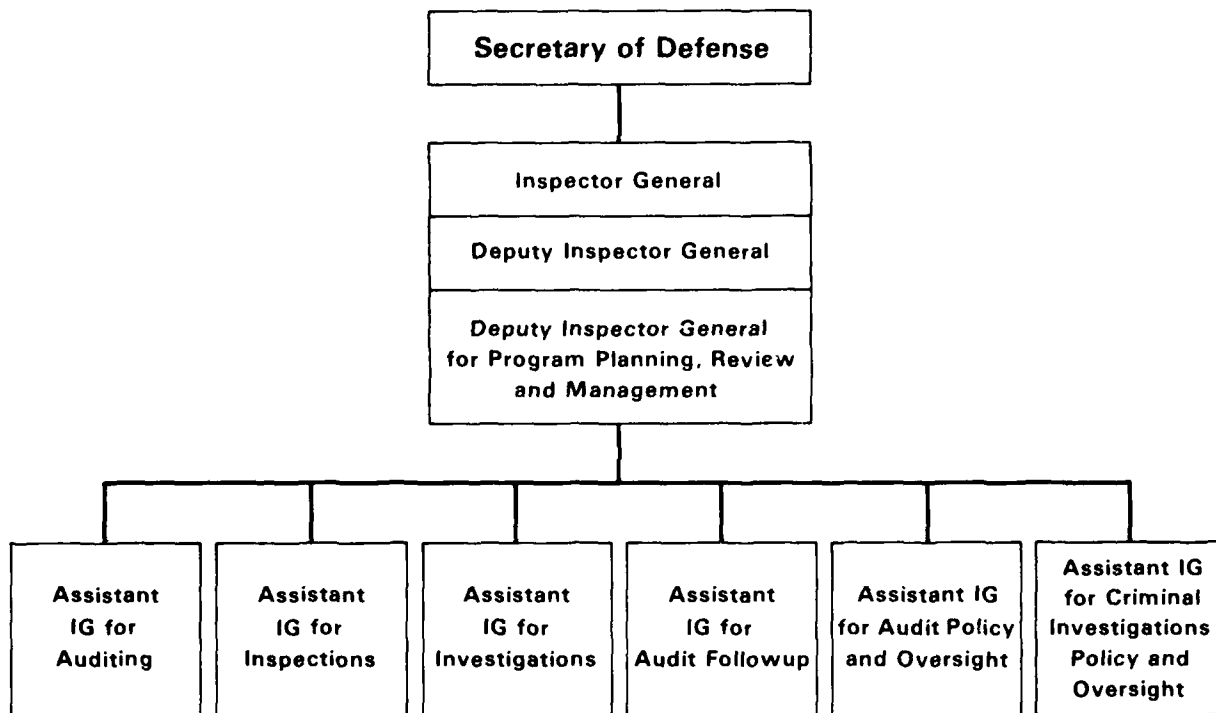 Secretary of Defense
Inspector General
Deputy Inspector General
Deputy Inspector General
for Program Planning, Review
and Management
Assistant
IG for
Auditing
Assistant
IG for
Inspections
Assistant
IG for
Investigations
Assistant
IG for
Audit Followup
Assistant IG
for Audit Policy
and Oversight
Assistant IG
for Criminal
Investigations
Policy and
Oversight